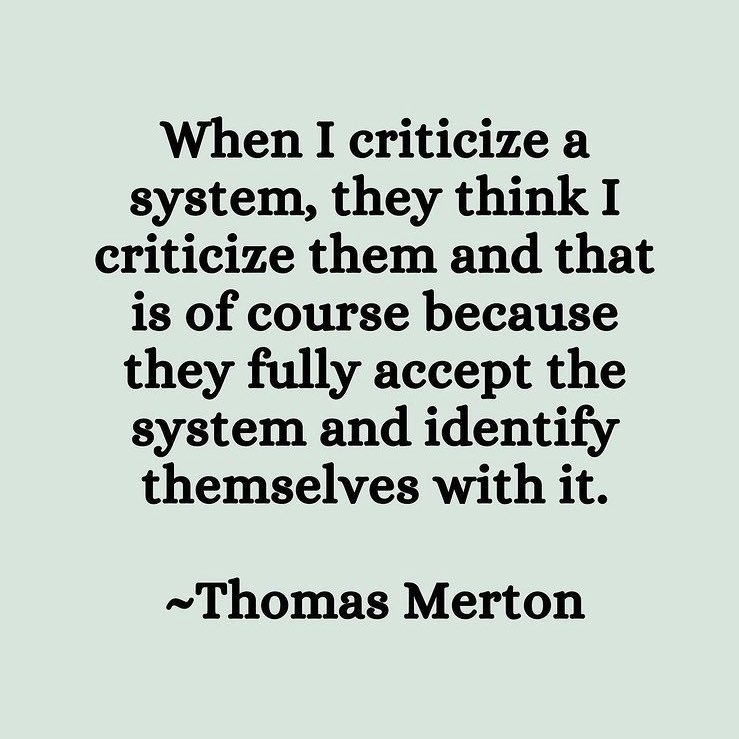 When I criticize a
system, they think I
criticize them and that
is of course because
they fully accept the
system and identify
themselves with it.
~Thomas Merton